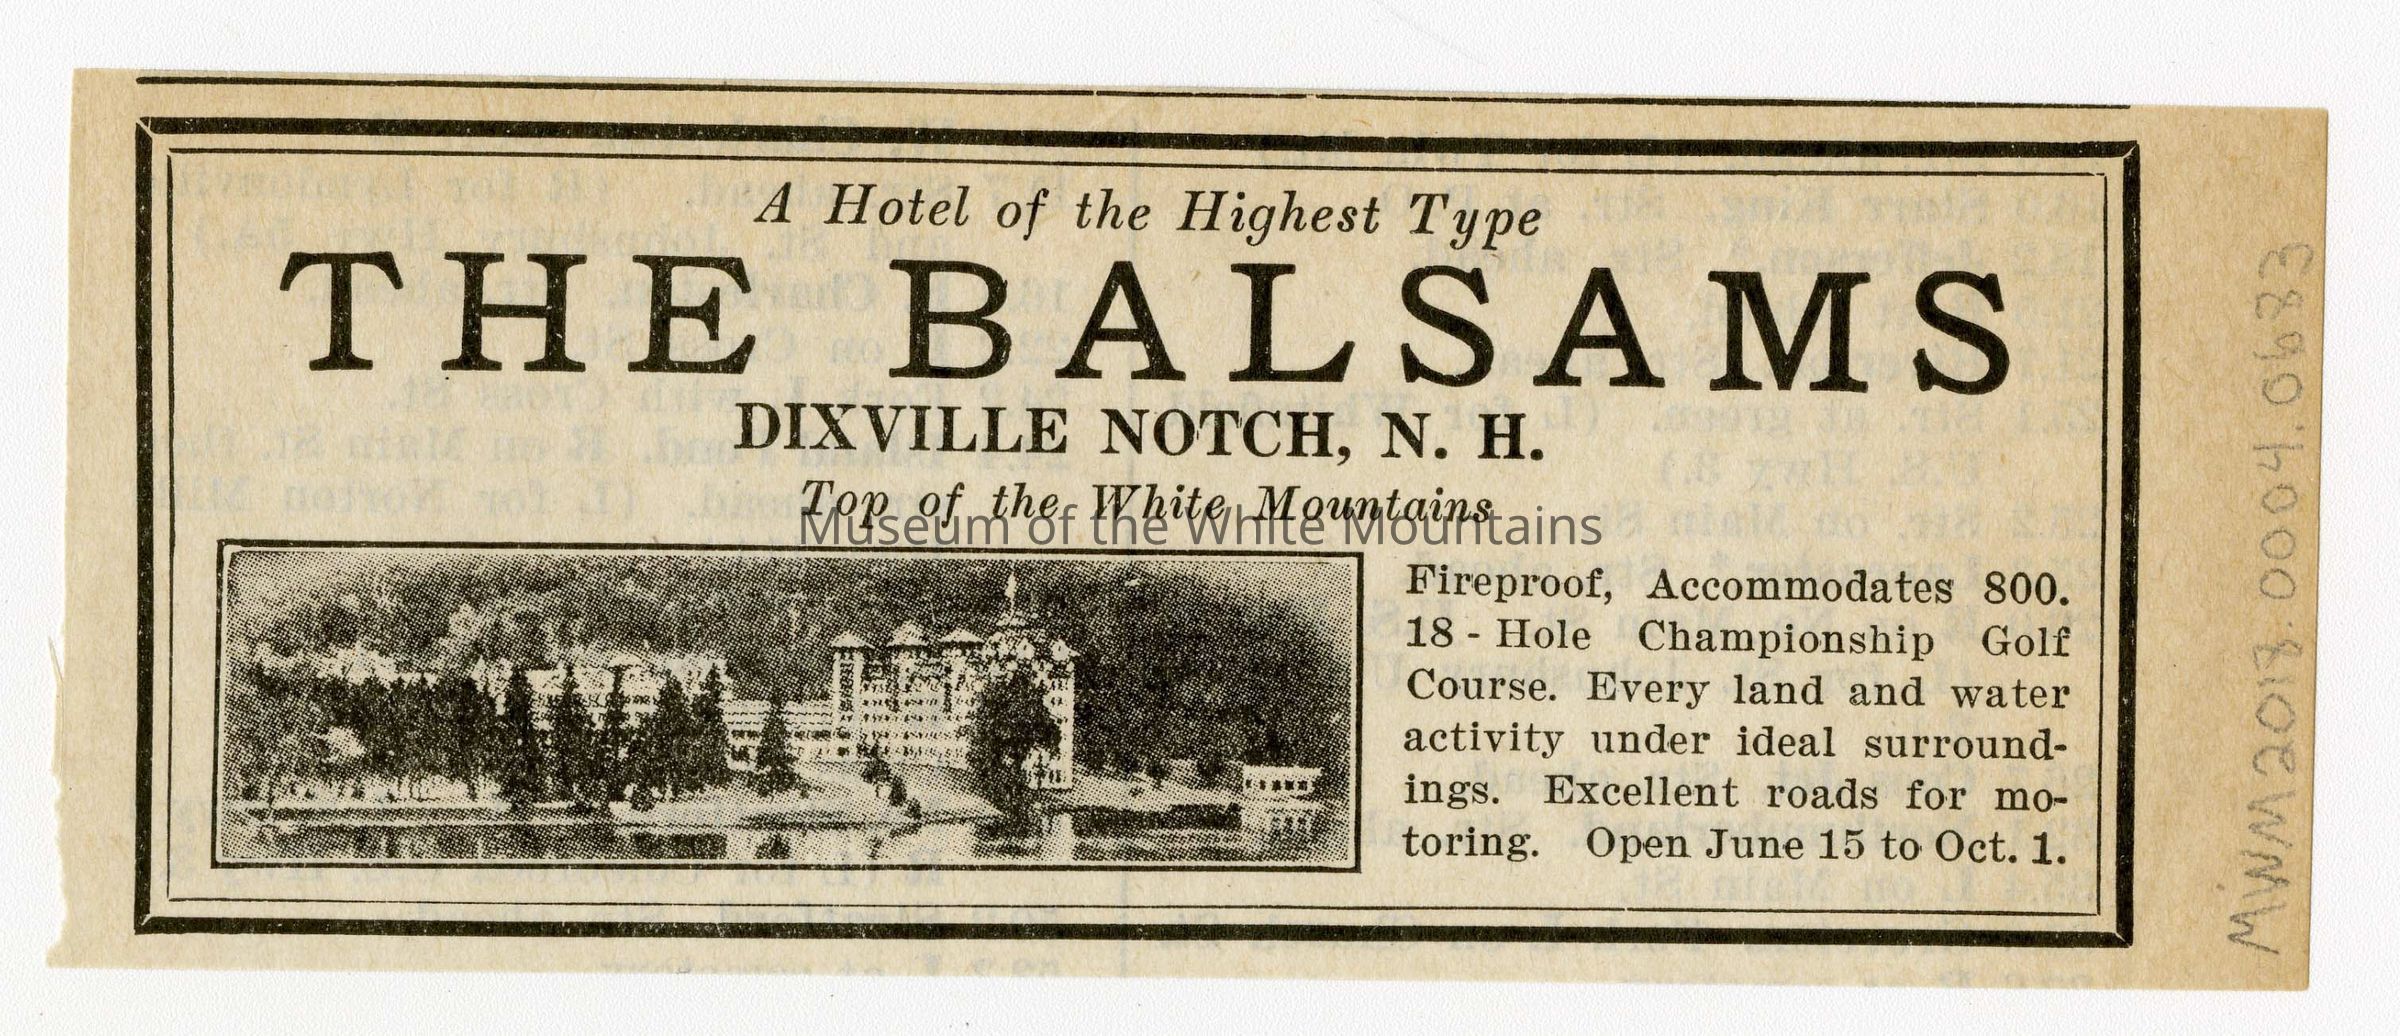 A Hotel of the Highest Type
THE BALSAMS
DIXVILLE NOTCH, N. H.
Top of the White Mountains
Museum of the White Mountains
Fireproof, Accommodates 800.
18 - Hole Championship Golf
Course. Every land and water
activity under ideal surround-
ings. Excellent roads for mo-
toring. Open June 15 to Oct. 1.
MWM2018.0004.0683